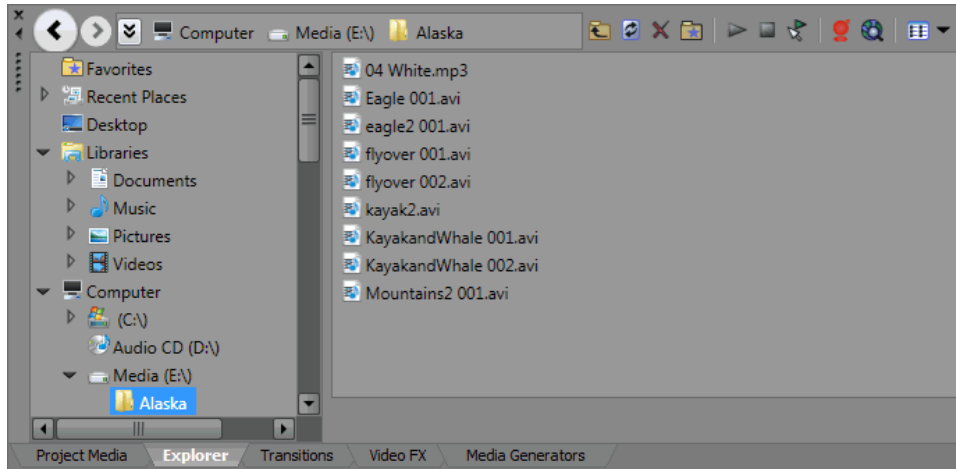 Computer Media (E:\) Alaska
Favorites
Recent Places
Desktop
Libraries
Documents
Music
Pictures
Videos
Computer
(C:\)
Audio CD (D:\)
Media (E:\)
Alaska
04 White.mp3
Eagle 001.avi
eagle2 001.avi
flyover 001.avi
flyover 002.avi
kayak2.avi
KayakandWhale 001.avi
KayakandWhale 002.avi
Mountains2 001.avi
Project Media Explorer Transitions Video FX Media Generators